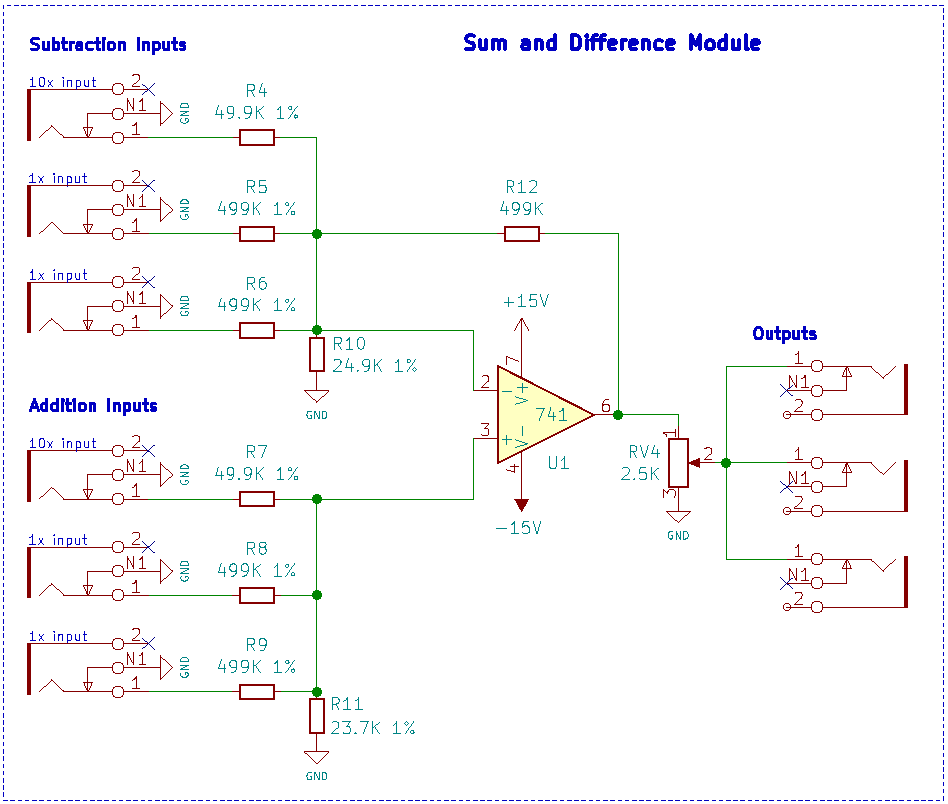 Sum and Difference Module
Subtraction Inputs
10x input
2
N1
GND
1
R4
49.9K 1%
1x input
2
N1
GND
1
R5
499K 1%
R12
499K
1x input
2
N1
GND
1
R6
499K 1%
R10
24.9K 1%
GND
+15V
7
2
−
V+
741
6
3
+
V-
4
U1
−15V
Addition Inputs
10x input
2
N1
GND
1
R7
49.9K 1%
1x input
2
N1
GND
1
R8
499K 1%
1x input
2
N1
GND
1
R9
499K 1%
R11
23.7K 1%
GND
1
RV4
2.5K
2
3
GND
Outputs
1
N1
2
1
N1
2
1
N1
2